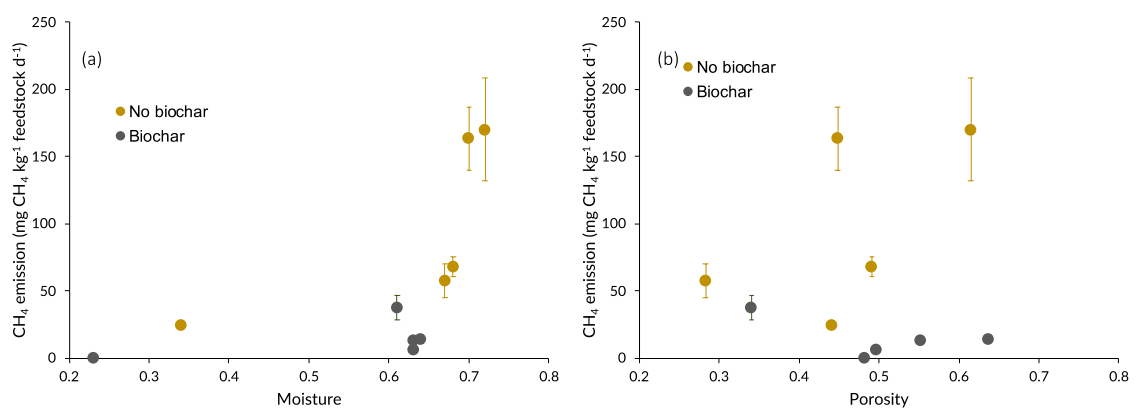 CH₄ emission (mg CH₄ kg⁻¹ feedstock d⁻¹)
250
200
150
100
50
0
(a)
No biochar
Biochar
0.2 0.3 0.4 0.5 0.6 0.7 0.8
Moisture
CH₄ emission (mg CH₄ kg⁻¹ feedstock d⁻¹)
250
200
150
100
50
0
(b)
No biochar
Biochar
0.2 0.3 0.4 0.5 0.6 0.7 0.8
Porosity